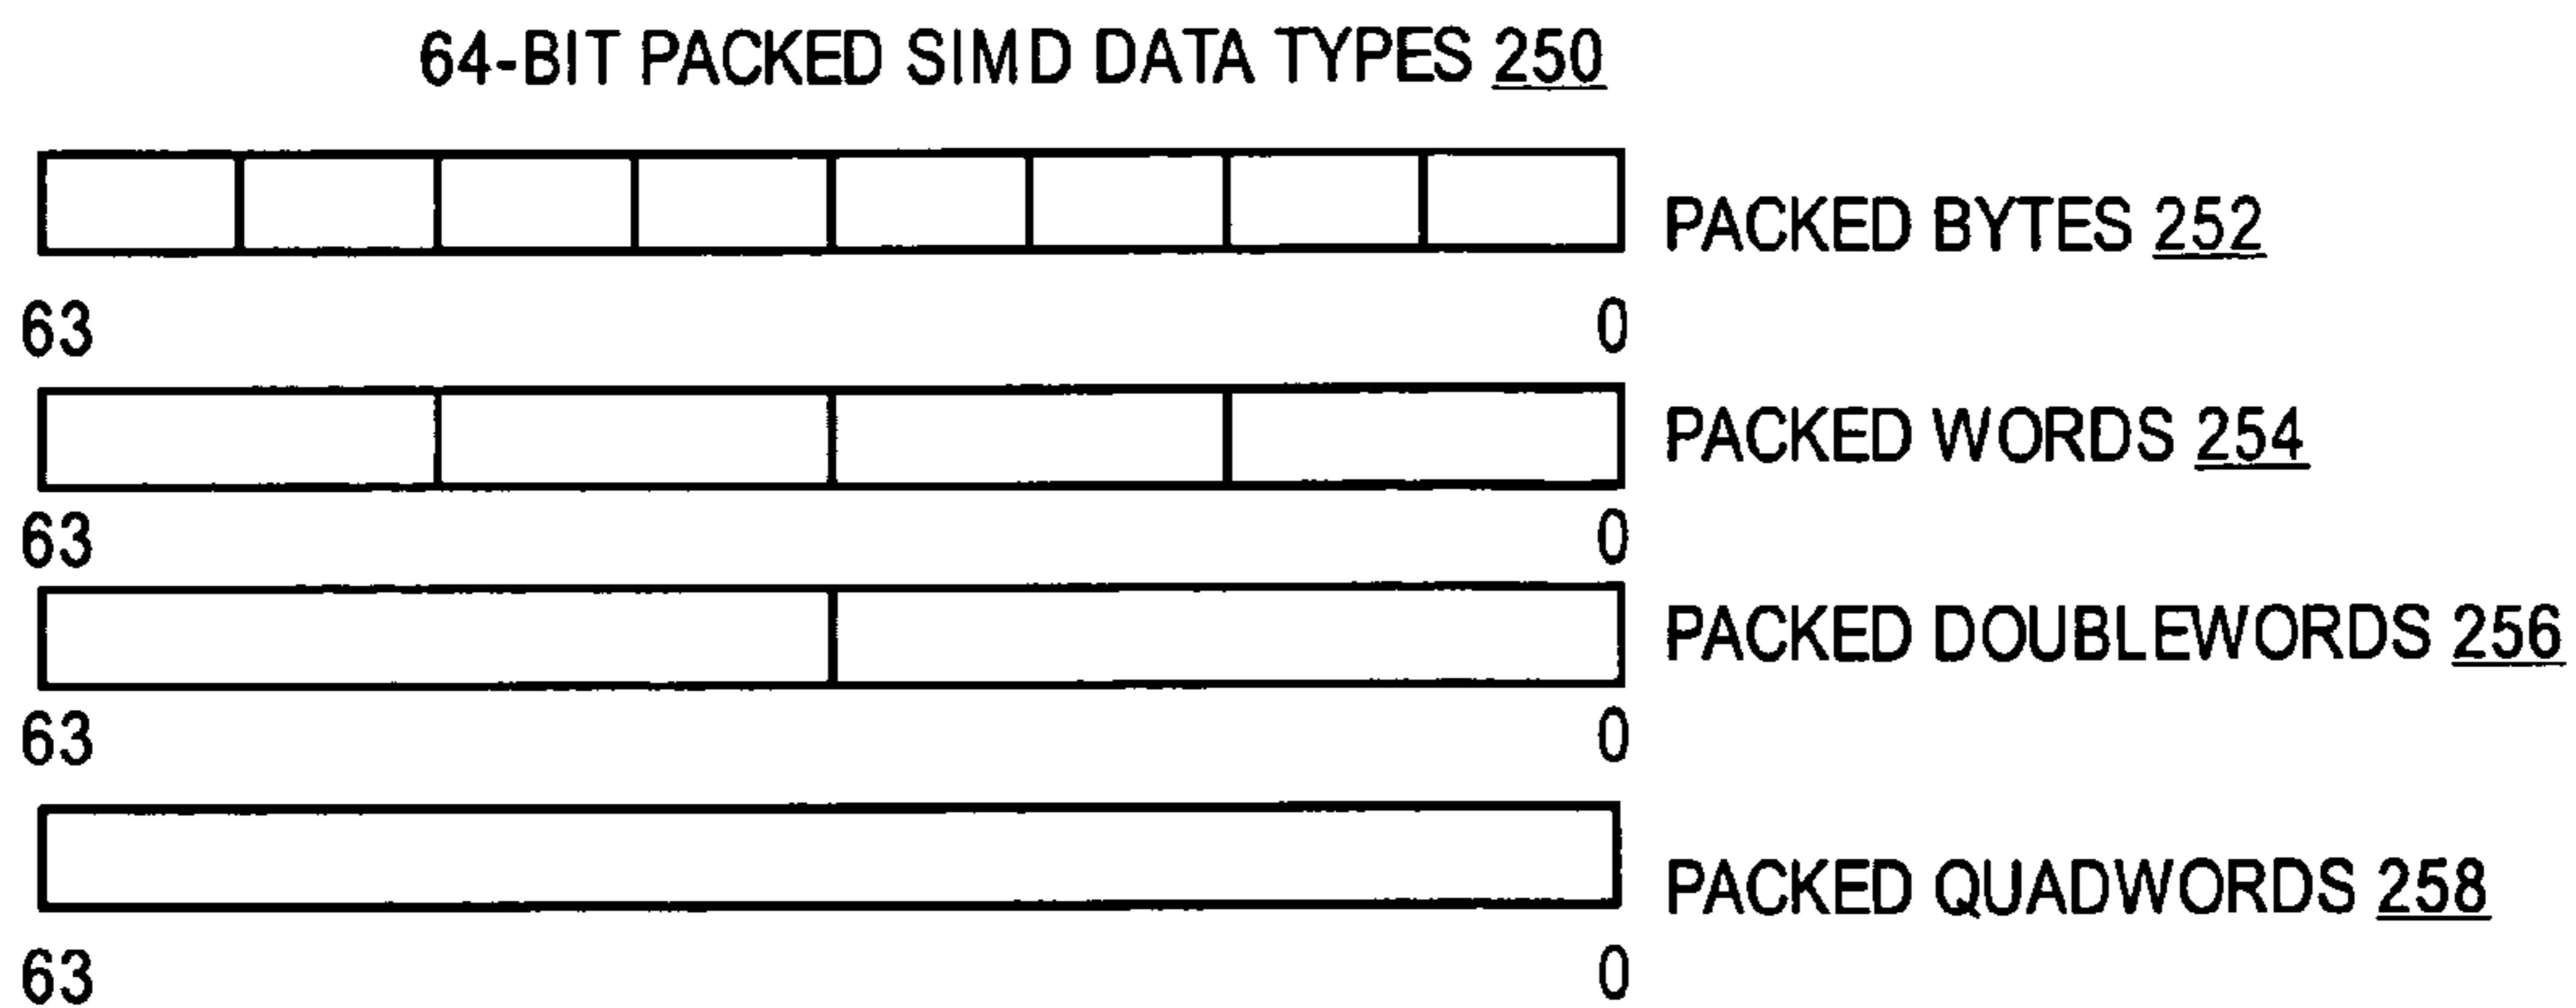 64-BIT PACKED SIMD DATA TYPES 250
PACKED BYTES 252
63 0
PACKED WORDS 254
63 0
PACKED DOUBLEWORDS 256
63 0
PACKED QUADWORDS 258
63 0